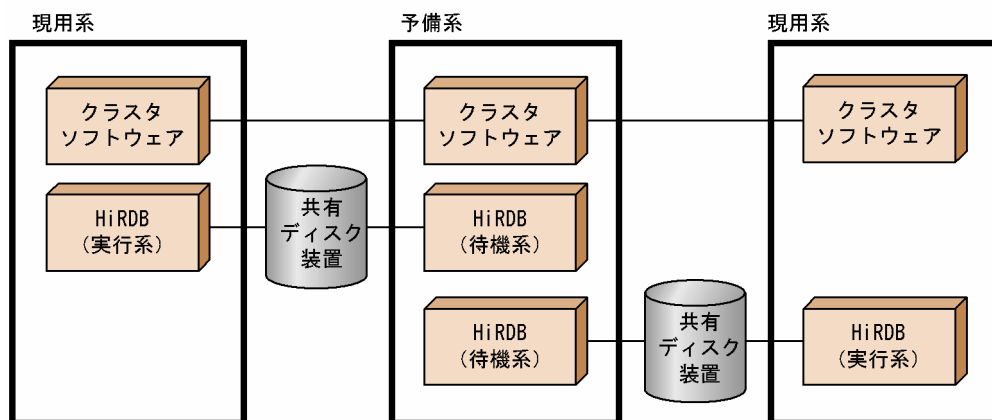 現用系
予備系
現用系
クラスタ
ソフトウェア
クラスタ
ソフトウェア
クラスタ
ソフトウェア
HiRDB
（実行系）
共有
ディスク
装置
HiRDB
（待機系）
HiRDB
（待機系）
共有
ディスク
装置
HiRDB
（実行系）